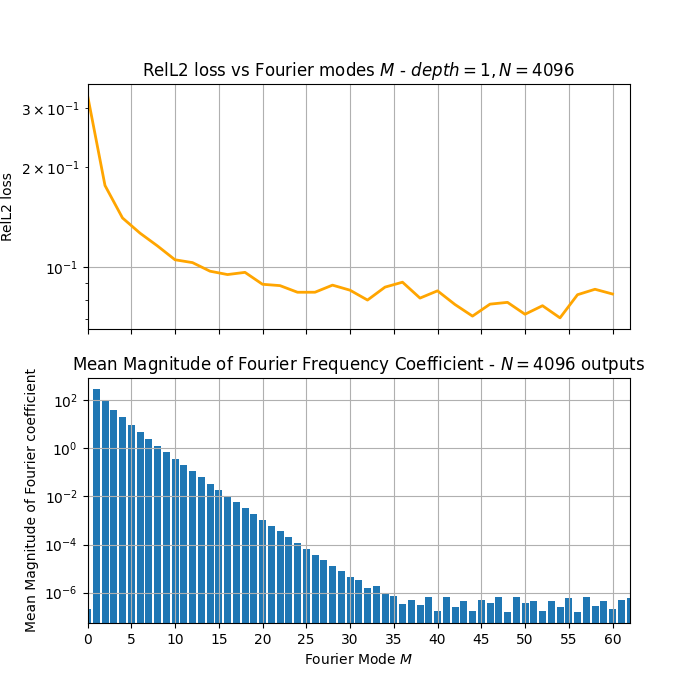 RelL2 loss vs Fourier modes M - depth = 1, N = 4096
3 × 10⁻¹
2 × 10⁻¹
10⁻¹
RelL2 loss
Mean Magnitude of Fourier Frequency Coefficient - N = 4096 outputs
10²
10⁰
10⁻²
10⁻⁴
10⁻⁶
Mean Magnitude of Fourier coefficient
0 5 10 15 20 25 30 35 40 45 50 55 60
Fourier Mode M